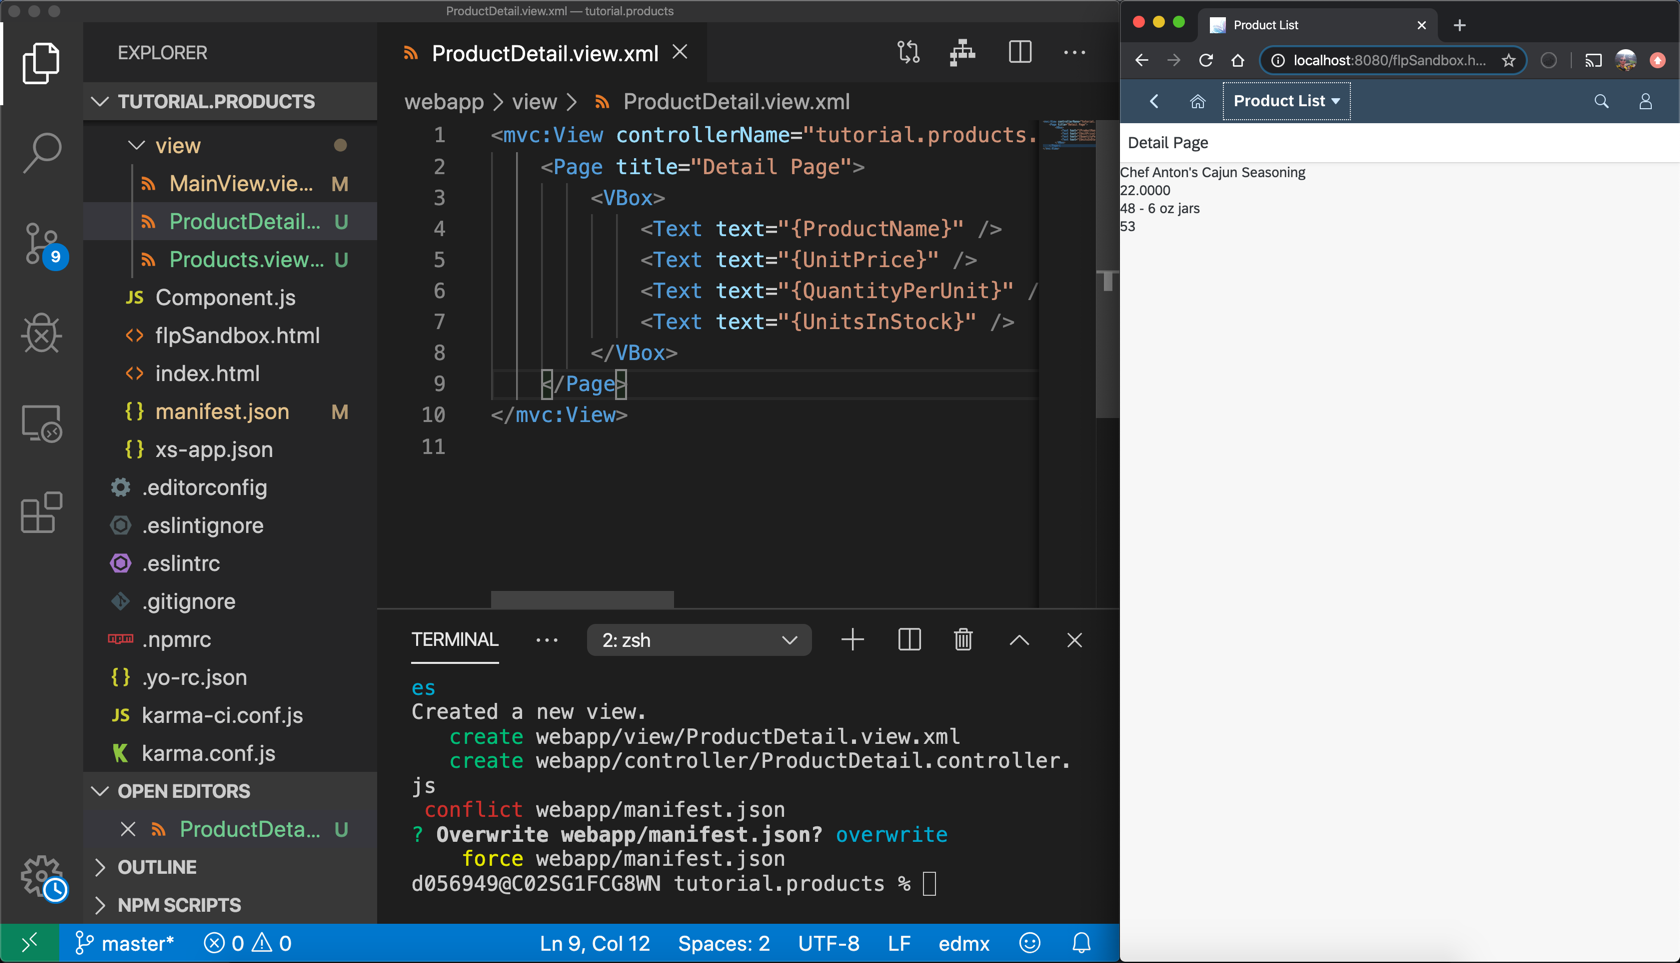 ProductDetail.view.xml — tutorial.products
EXPLORER
TUTORIAL.PRODUCTS
view
MainView.vie... M
ProductDetail... U
Products.view... U
JS Component.js
<> flpSandbox.html
<> index.html
{} manifest.json M
{} xs-app.json
.editorconfig
.eslintignore
.eslintrc
.gitignore
.npmrc
{} .yo-rc.json
JS karma-ci.conf.js
karma.conf.js
OPEN EDITORS
ProductDeta... U
OUTLINE
NPM SCRIPTS
9
ProductDetail.view.xml
webapp > view > ProductDetail.view.xml
1 <mvc:View controllerName="tutorial.products.
2 <Page title="Detail Page">
3 <VBox>
4 <Text text="{ProductName}" />
5 <Text text="{UnitPrice}" />
6 <Text text="{QuantityPerUnit}" /
7 <Text text="{UnitsInStock}" />
8 </VBox>
9 </Page>
10 </mvc:View>
11
TERMINAL ... 2: zsh
es
Created a new view.
create webapp/view/ProductDetail.view.xml
create webapp/controller/ProductDetail.controller.
js
conflict webapp/manifest.json
? Overwrite webapp/manifest.json? overwrite
force webapp/manifest.json
d056949@C02SG1FCG8WN tutorial.products %
master* 0 0 Ln 9, Col 12 Spaces: 2 UTF-8 LF edmx
Product List
localhost:8080/flpSandbox.h...
Product List
Detail Page
Chef Anton's Cajun Seasoning
22.0000
48 - 6 oz jars
53